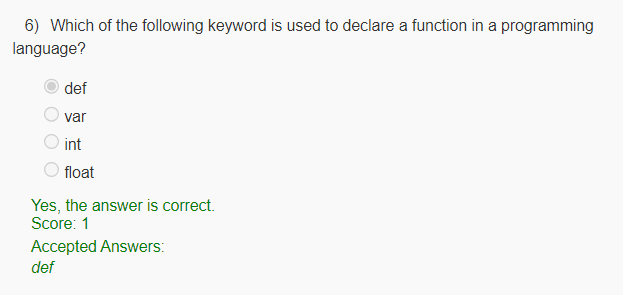 6) Which of the following keyword is used to declare a function in a programming
language?
def
var
int
float
Yes, the answer is correct.
Score: 1
Accepted Answers:
def